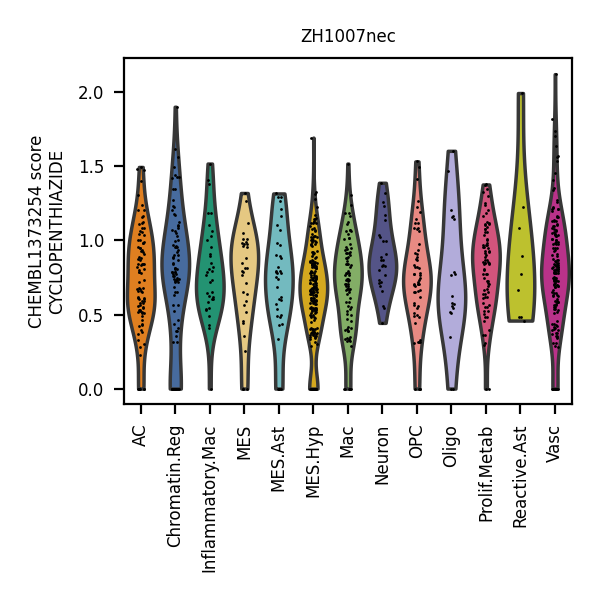 ZH1007nec
CHEMBL1373254 score
CYCLOPENTHIAZIDE
2.0
1.5
1.0
0.5
0.0
AC
Chromatin.Reg
Inflammatory.Mac
MES
MES.Ast
MES.Hyp
Mac
Neuron
OPC
Oligo
Prolif.Metab
Reactive.Ast
Vasc